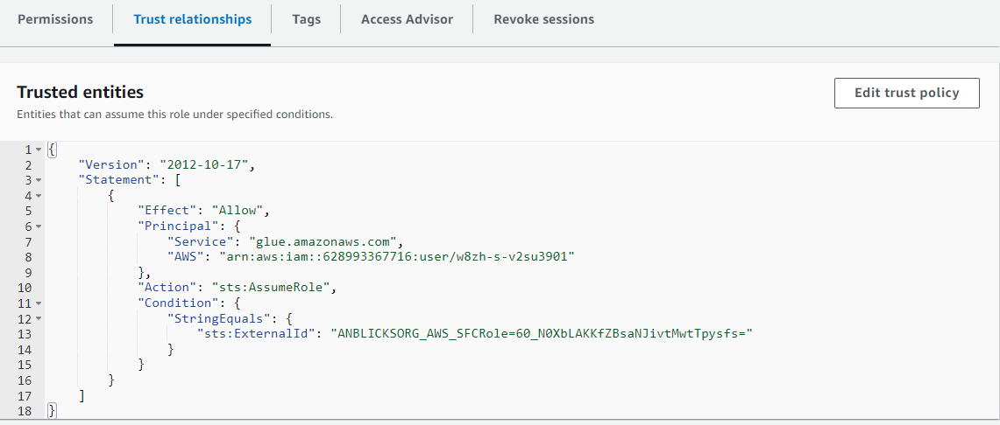 Permissions
Trust relationships
Tags
Access Advisor
Revoke sessions
Trusted entities
Edit trust policy
Entities that can assume this role under specified conditions.
1 {
2 "Version": "2012-10-17",
3 "Statement": [
4 {
5 "Effect": "Allow",
6 "Principal": {
7 "Service": "glue.amazonaws.com",
8 "AWS": "arn:aws:iam::628993367716:user/w8zh-s-v2su3901"
9 },
10 "Action": "sts:AssumeRole",
11 "Condition": {
12 "StringEquals": {
13 "sts:ExternalId": "ANBLICKSORG_AWS_SFCRole=60_N0XbLAKKfZBsaNJivtMwtTpysfs="
14 }
15 }
16 }
17 ]
18 }